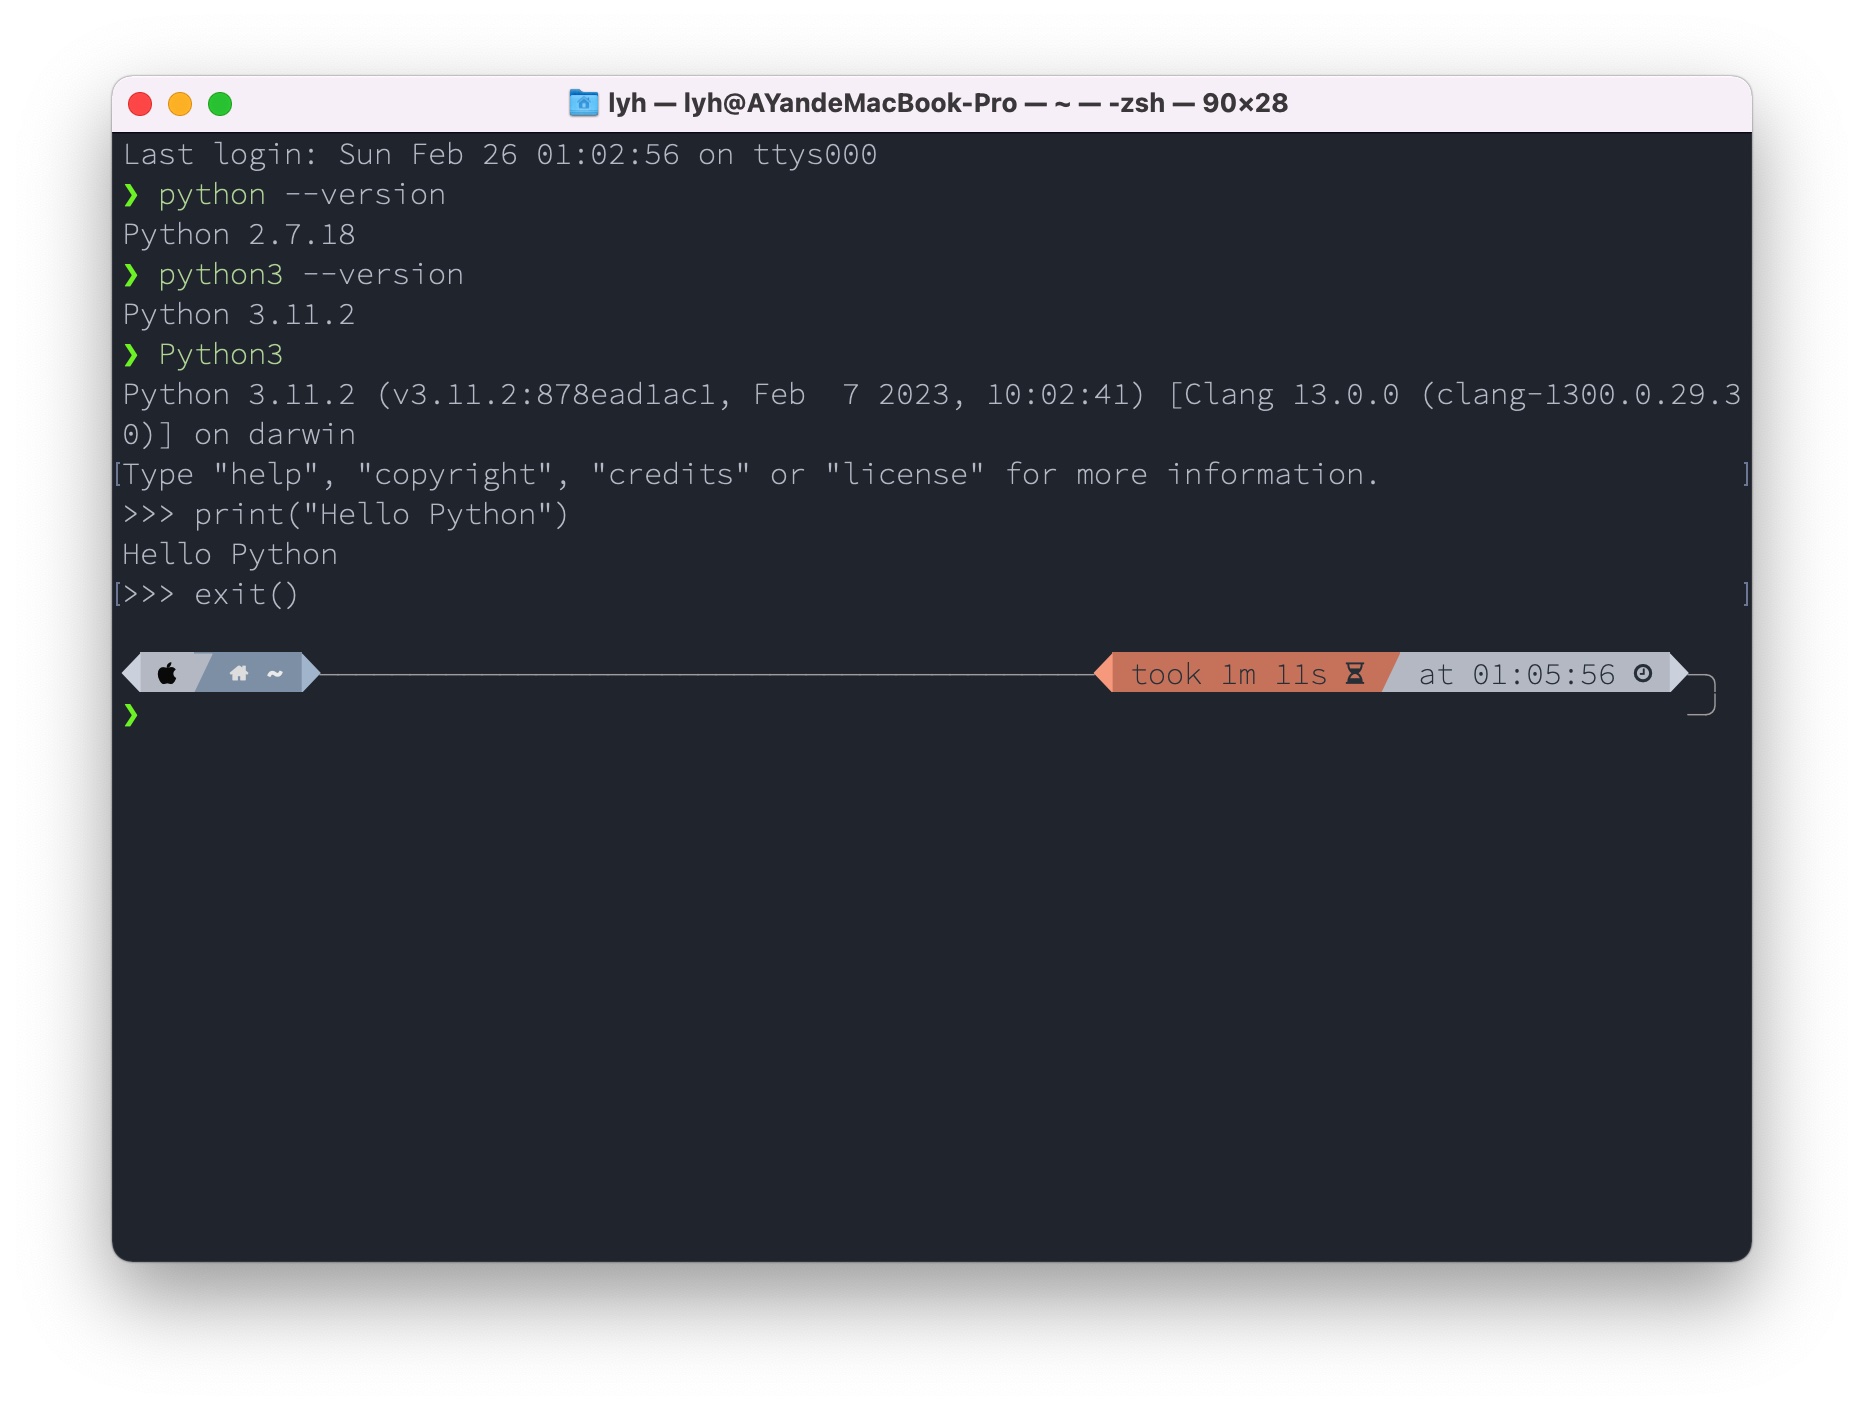 lyh — lyh@AYandeMacBook-Pro — ~ — -zsh — 90×28
Last login: Sun Feb 26 01:02:56 on ttys000
❯ python --version
Python 2.7.18
❯ python3 --version
Python 3.11.2
❯ Python3
Python 3.11.2 (v3.11.2:878ead1ac1, Feb  7 2023, 10:02:41) [Clang 13.0.0 (clang-1300.0.29.3
0)] on darwin
[Type "help", "copyright", "credits" or "license" for more information. ]
>>> print("Hello Python")
Hello Python
[>>> exit() ]
~ took 1m 11s at 01:05:56
❯